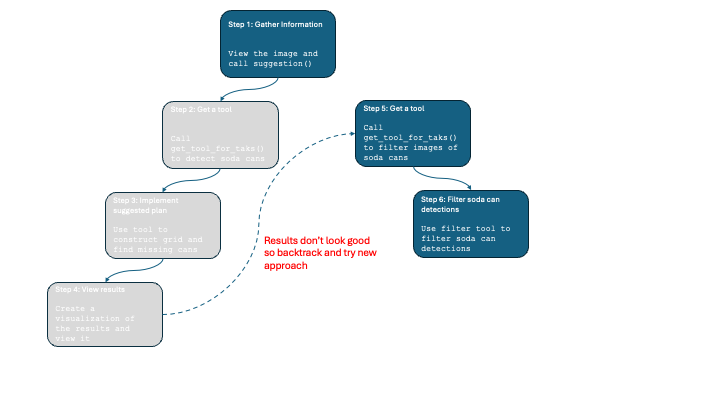 Step 1: Gather Information
View the image and
call suggestion()
Step 2: Get a tool
Call
get_tool_for_taks()
to detect soda cans
Step 3: Implement
suggested plan
Use tool to
construct grid and
find missing cans
Step 4: View results
Create a
visualisation of
the results and
view it
Results don't look good
so backtrack and try new
approach
Step 5: Get a tool
Call
get_tool_for_taks()
to filter images of
soda cans
Step 6: Filter soda can
detections
Use filter tool to
filter soda can
detections